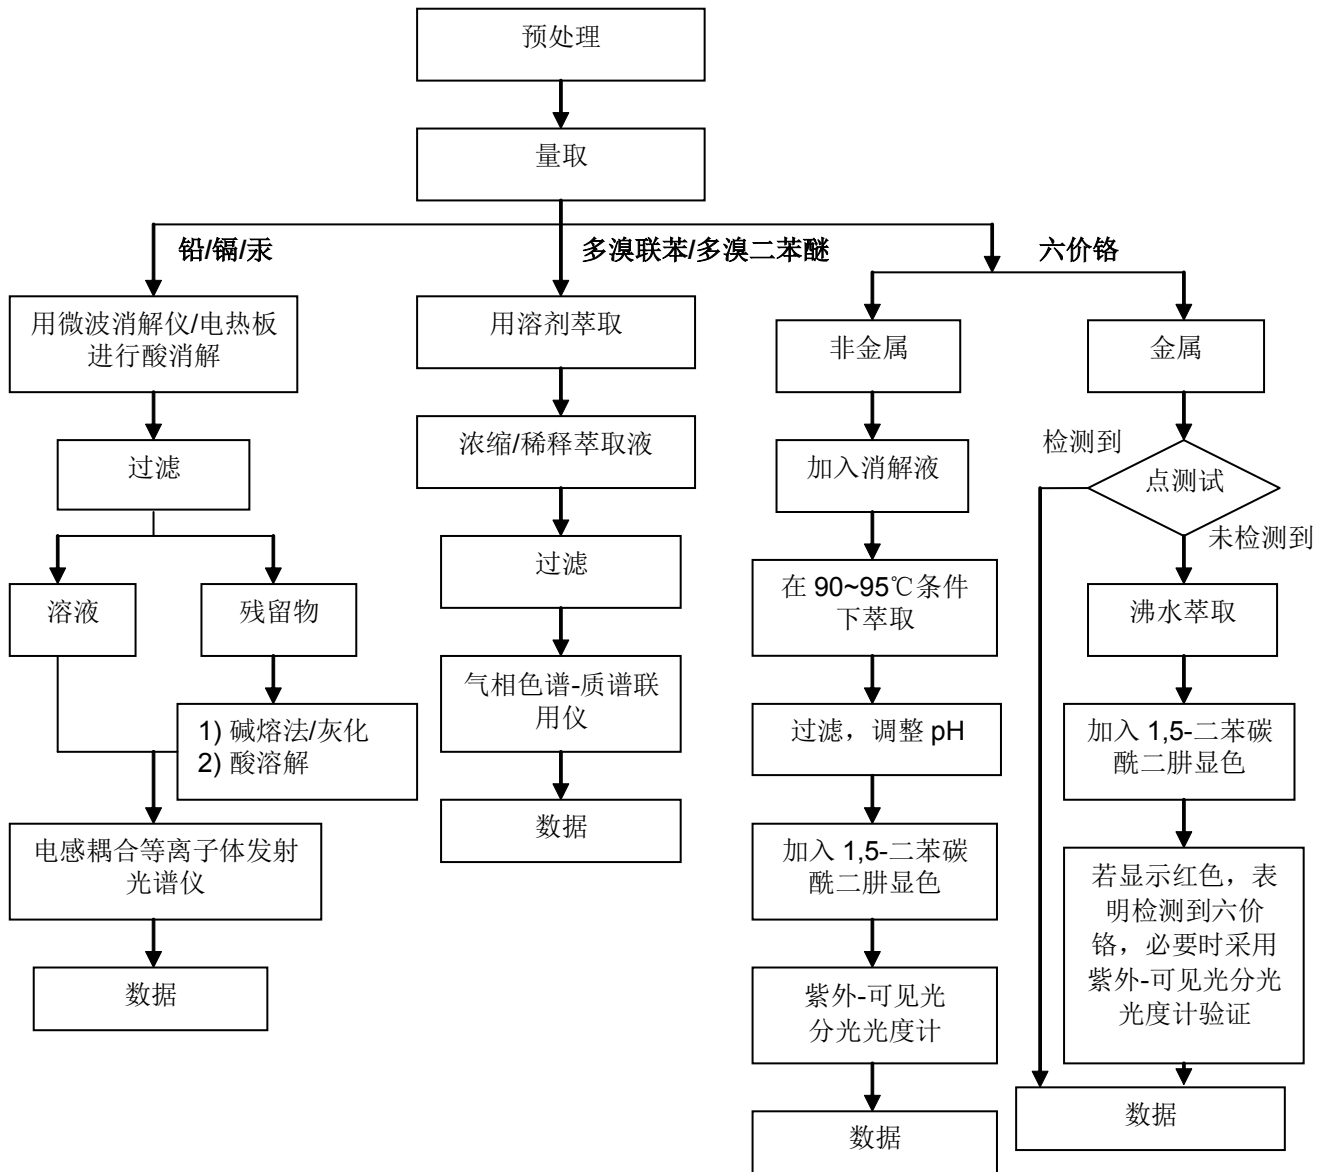 预处理
量取
铅/镉/汞
多溴联苯/多溴二苯醚
六价铬
用微波消解仪/电热板
进行酸消解
过滤
溶液
残留物
1) 碱熔法/灰化
2) 酸溶解
电感耦合等离子体发射
光谱仪
数据
用溶剂萃取
浓缩/稀释萃取液
过滤
气相色谱-质谱联
用仪
数据
非金属
加入消解液
在 90~95℃条件
下萃取
过滤，调整 pH
加入 1,5-二苯碳
酰二肼显色
紫外-可见光
分光光度计
数据
金属
检测到
点测试
未检测到
沸水萃取
加入 1,5-二苯碳
酰二肼显色
若显示红色，表
明检测到六价
铬，必要时采用
紫外-可见光分光
光度计验证
数据